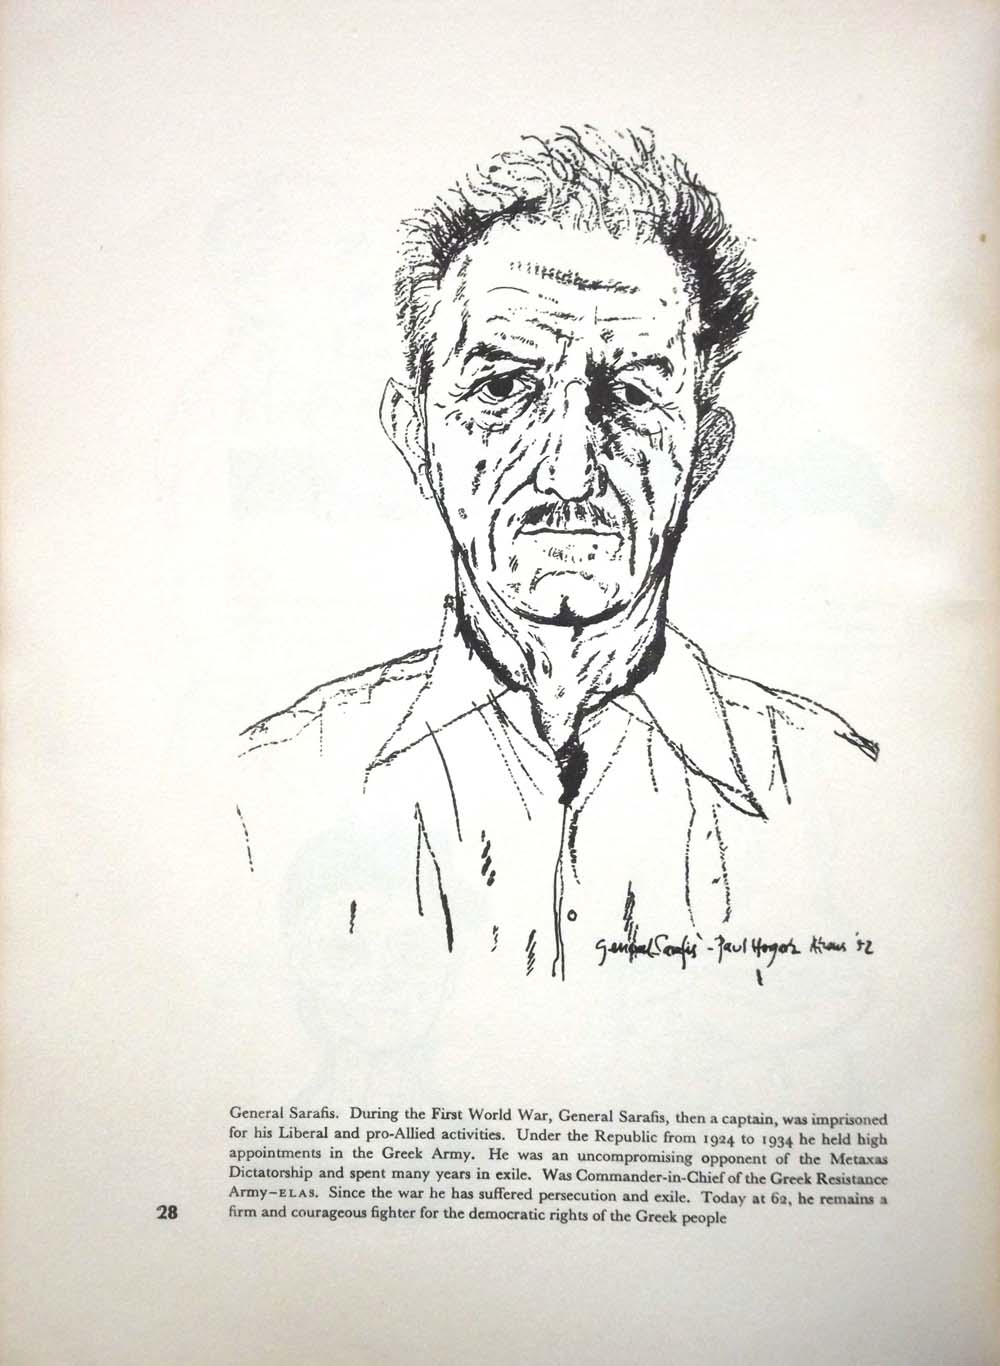 General Sarafis - Paul Hogarth Athens '52
General Sarafis. During the First World War, General Sarafis, then a captain, was imprisoned
for his Liberal and pro-Allied activities. Under the Republic from 1924 to 1934 he held high
appointments in the Greek Army. He was an uncompromising opponent of the Metaxas
Dictatorship and spent many years in exile. Was Commander-in-Chief of the Greek Resistance
Army–ELAS. Since the war he has suffered persecution and exile. Today at 62, he remains a
firm and courageous fighter for the democratic rights of the Greek people
28